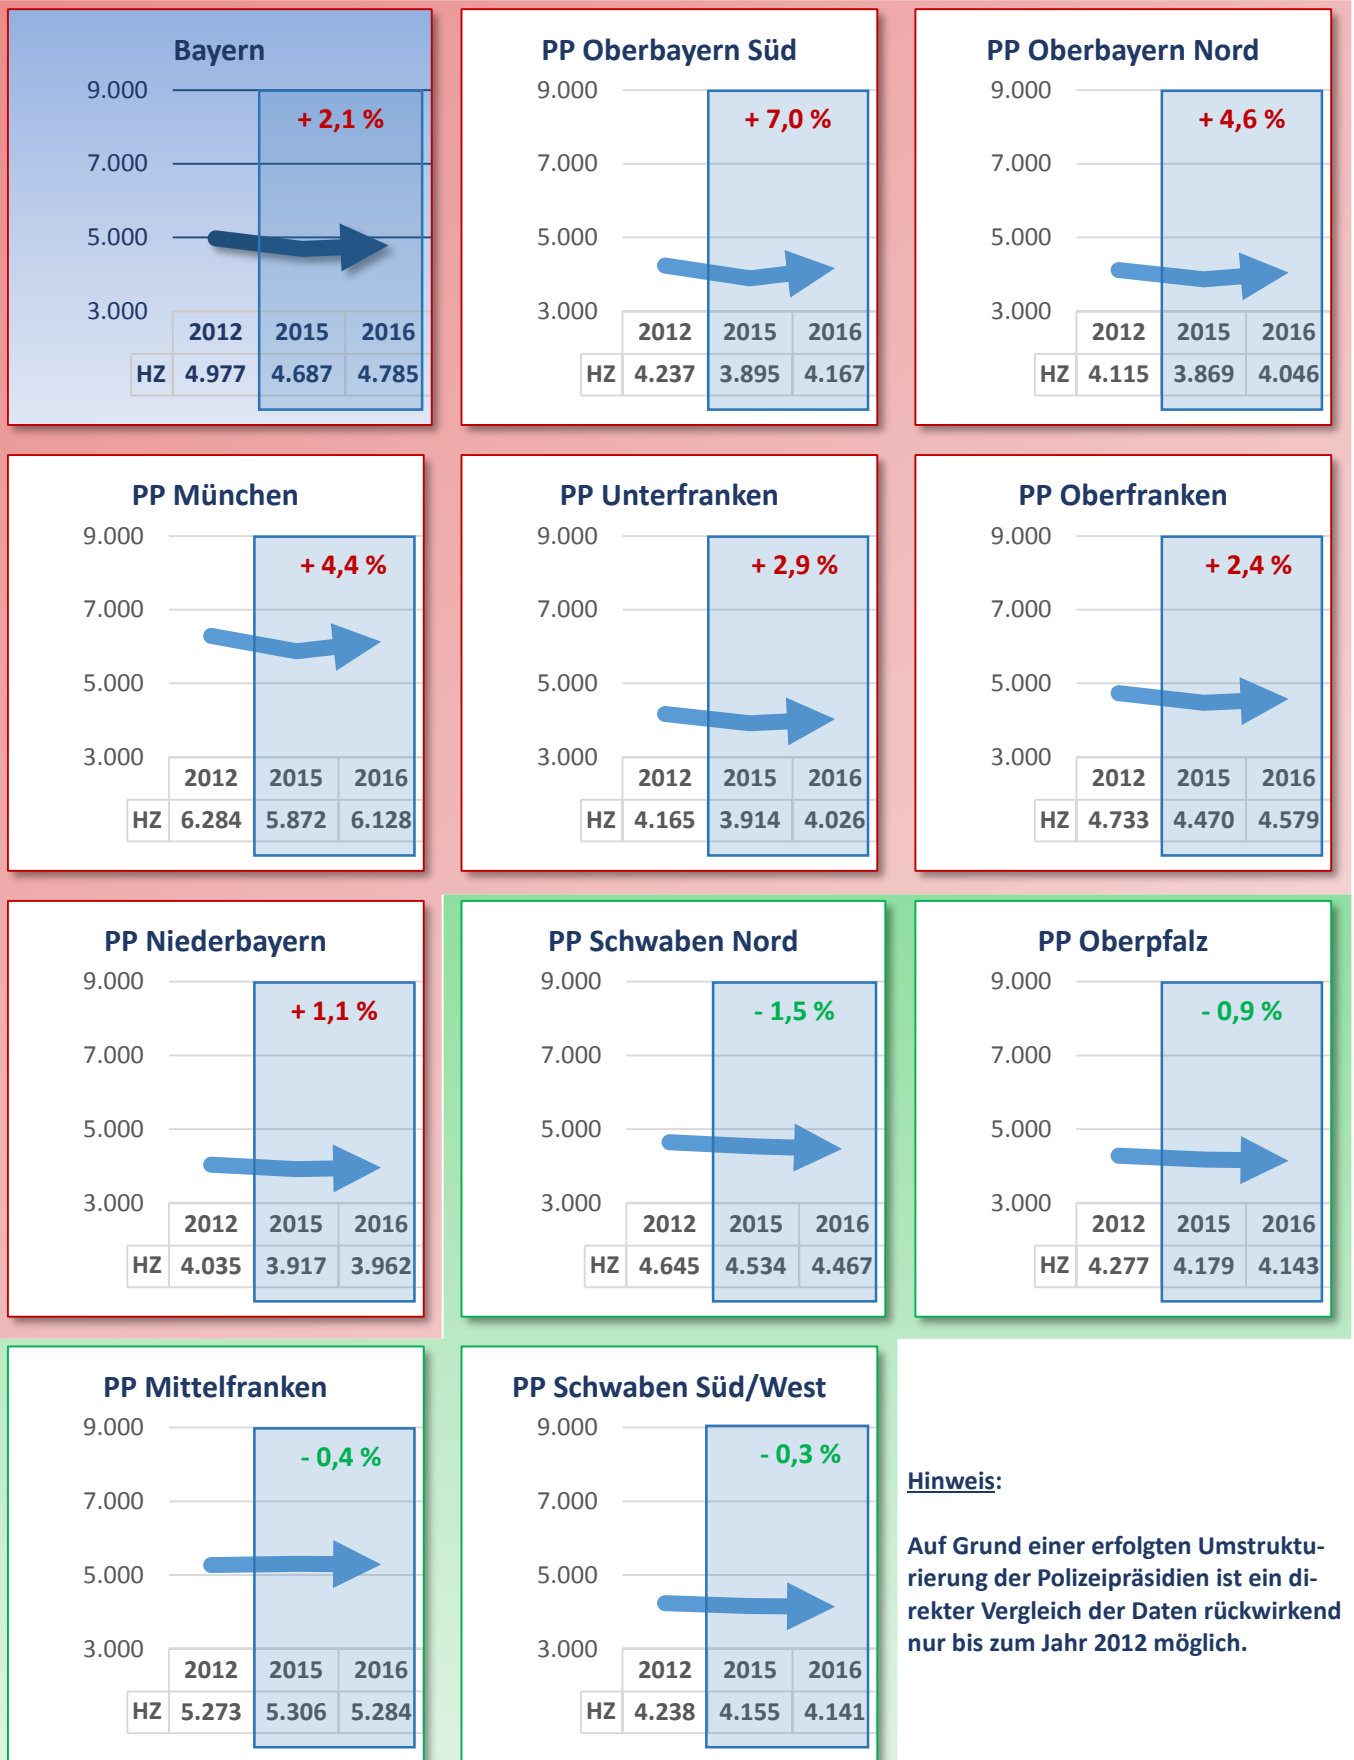 Bayern
9.000
+ 2,1 %
7.000
5.000
3.000
2012 2015 2016
HZ 4.977 4.687 4.785
PP Oberbayern Süd
9.000
+ 7,0 %
7.000
5.000
3.000
2012 2015 2016
HZ 4.237 3.895 4.167
PP Oberbayern Nord
9.000
+ 4,6 %
7.000
5.000
3.000
2012 2015 2016
HZ 4.115 3.869 4.046
PP München
9.000
+ 4,4 %
7.000
5.000
3.000
2012 2015 2016
HZ 6.284 5.872 6.128
PP Unterfranken
9.000
+ 2,9 %
7.000
5.000
3.000
2012 2015 2016
HZ 4.165 3.914 4.026
PP Oberfranken
9.000
+ 2,4 %
7.000
5.000
3.000
2012 2015 2016
HZ 4.733 4.470 4.579
PP Niederbayern
9.000
+ 1,1 %
7.000
5.000
3.000
2012 2015 2016
HZ 4.035 3.917 3.962
PP Schwaben Nord
9.000
- 1,5 %
7.000
5.000
3.000
2012 2015 2016
HZ 4.645 4.534 4.467
PP Oberpfalz
9.000
- 0,9 %
7.000
5.000
3.000
2012 2015 2016
HZ 4.277 4.179 4.143
PP Mittelfranken
9.000
- 0,4 %
7.000
5.000
3.000
2012 2015 2016
HZ 5.273 5.306 5.284
PP Schwaben Süd/West
9.000
- 0,3 %
7.000
5.000
3.000
2012 2015 2016
HZ 4.238 4.155 4.141
Hinweis:
Auf Grund einer erfolgten Umstruktu-
rierung der Polizeipräsidien ist ein di-
rekter Vergleich der Daten rückwirkend
nur bis zum Jahr 2012 möglich.